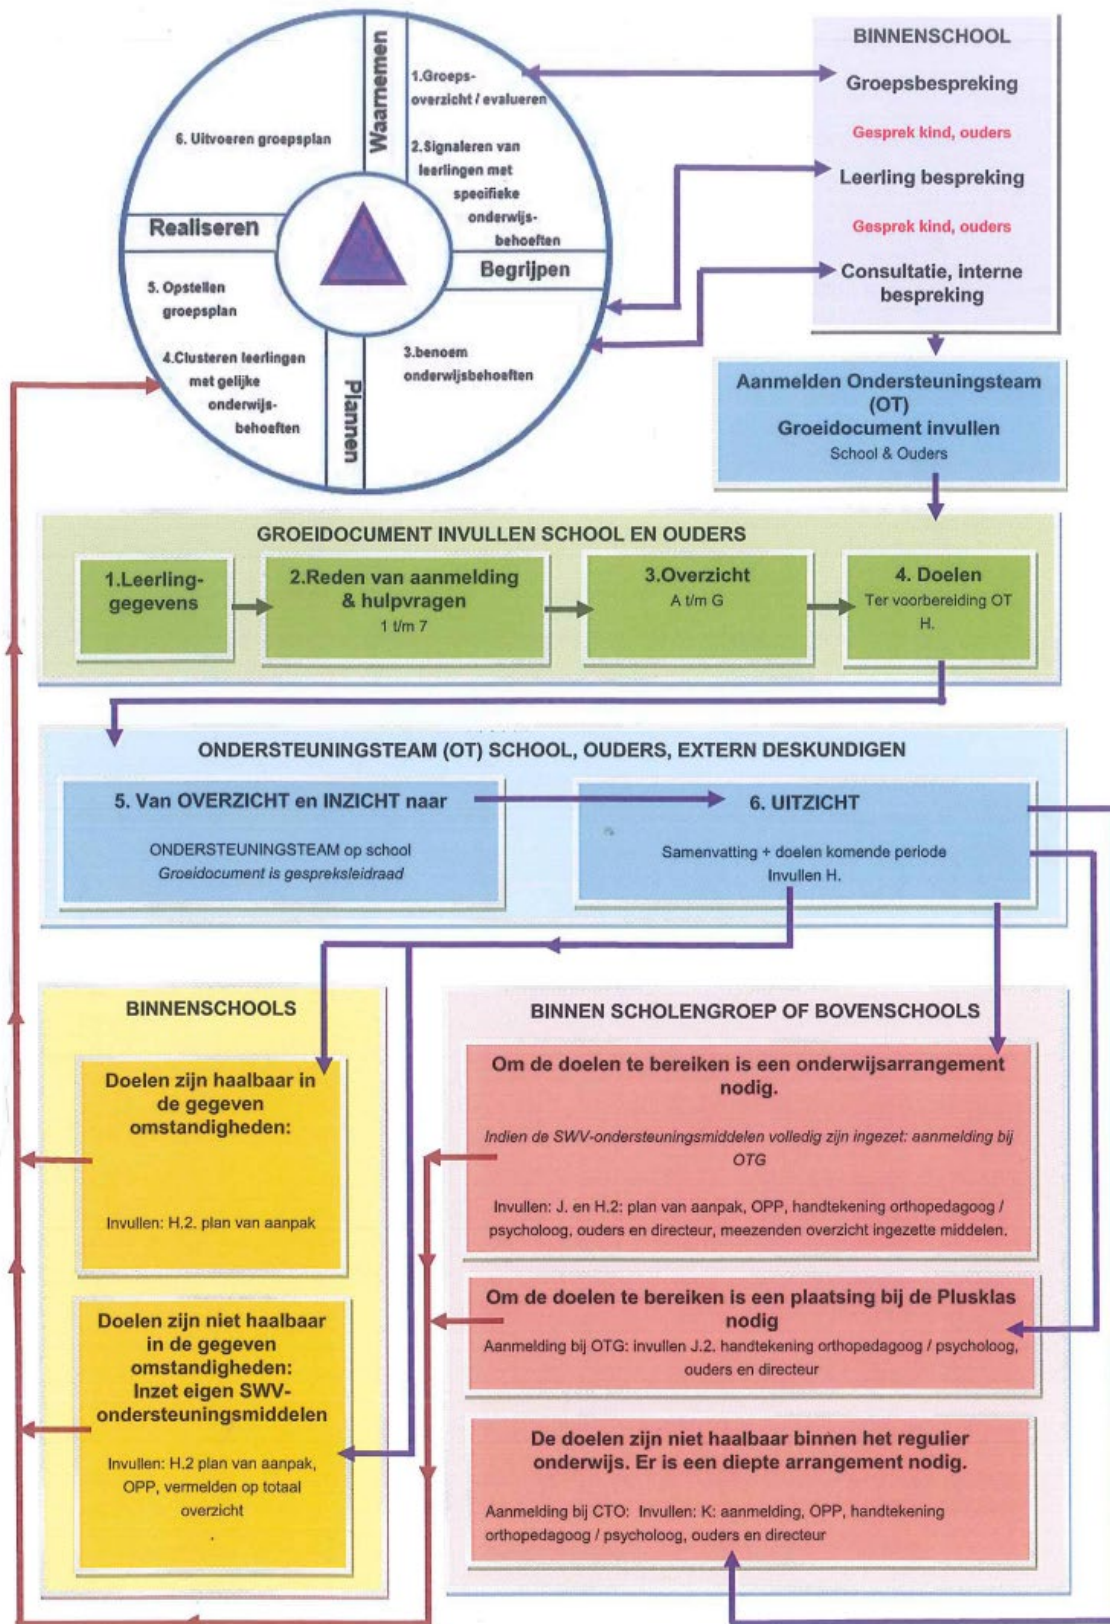 Waarnemen
1.Groeps-
overzicht / evalueren
2.Signaleren van
leerlingen met
specifieke
onderwijs-
behoeften
Begrijpen
3.benoem
onderwijsbehoeften
Plannen
4.Clusteren leerlingen
met gelijke
onderwijs-
behoeften
5. Opstellen
groepsplan
Realiseren
6. Uitvoeren groepsplan
BINNENSCHOOL
Groepsbespreking
Gesprek kind, ouders
Leerling bespreking
Gesprek kind, ouders
Consultatie, interne
bespreking
Aanmelden Ondersteuningsteam
(OT)
Groeidocument invullen
School & Ouders
GROEIDOCUMENT INVULLEN SCHOOL EN OUDERS
1.Leerling-
gegevens
2.Reden van aanmelding
& hulpvragen
1 t/m 7
3.Overzicht
A t/m G
4. Doelen
Ter voorbereiding OT
H.
ONDERSTEUNINGSTEAM (OT) SCHOOL, OUDERS, EXTERN DESKUNDIGEN
5. Van OVERZICHT en INZICHT naar
ONDERSTEUNINGSTEAM op school
Groeidocument is gespreksleidraad
6. UITZICHT
Samenvatting + doelen komende periode
Invullen H.
BINNENSCHOOLS
Doelen zijn haalbaar in
de gegeven
omstandigheden:
Invullen: H.2. plan van aanpak
Doelen zijn niet haalbaar
in de gegeven
omstandigheden:
Inzet eigen SWV-
ondersteuningsmiddelen
Invullen: H.2 plan van aanpak,
OPP, vermelden op totaal
overzicht
.
BINNEN SCHOLENGROEP OF BOVENSCHOOLS
Om de doelen te bereiken is een onderwijsarrangement
nodig.
Indien de SWV-ondersteuningsmiddelen volledig zijn ingezet: aanmelding bij
OTG
Invullen: J. en H.2: plan van aanpak, OPP, handtekening orthopedagoog /
psycholoog, ouders en directeur, meezenden overzicht ingezette middelen.
Om de doelen te bereiken is een plaatsing bij de Plusklas
nodig
Aanmelding bij OTG: invullen J.2. handtekening orthopedagoog / psycholoog,
ouders en directeur
De doelen zijn niet haalbaar binnen het regulier
onderwijs. Er is een diepte arrangement nodig.
Aanmelding bij CTO: Invullen: K: aanmelding, OPP, handtekening
orthopedagoog / psycholoog, ouders en directeur